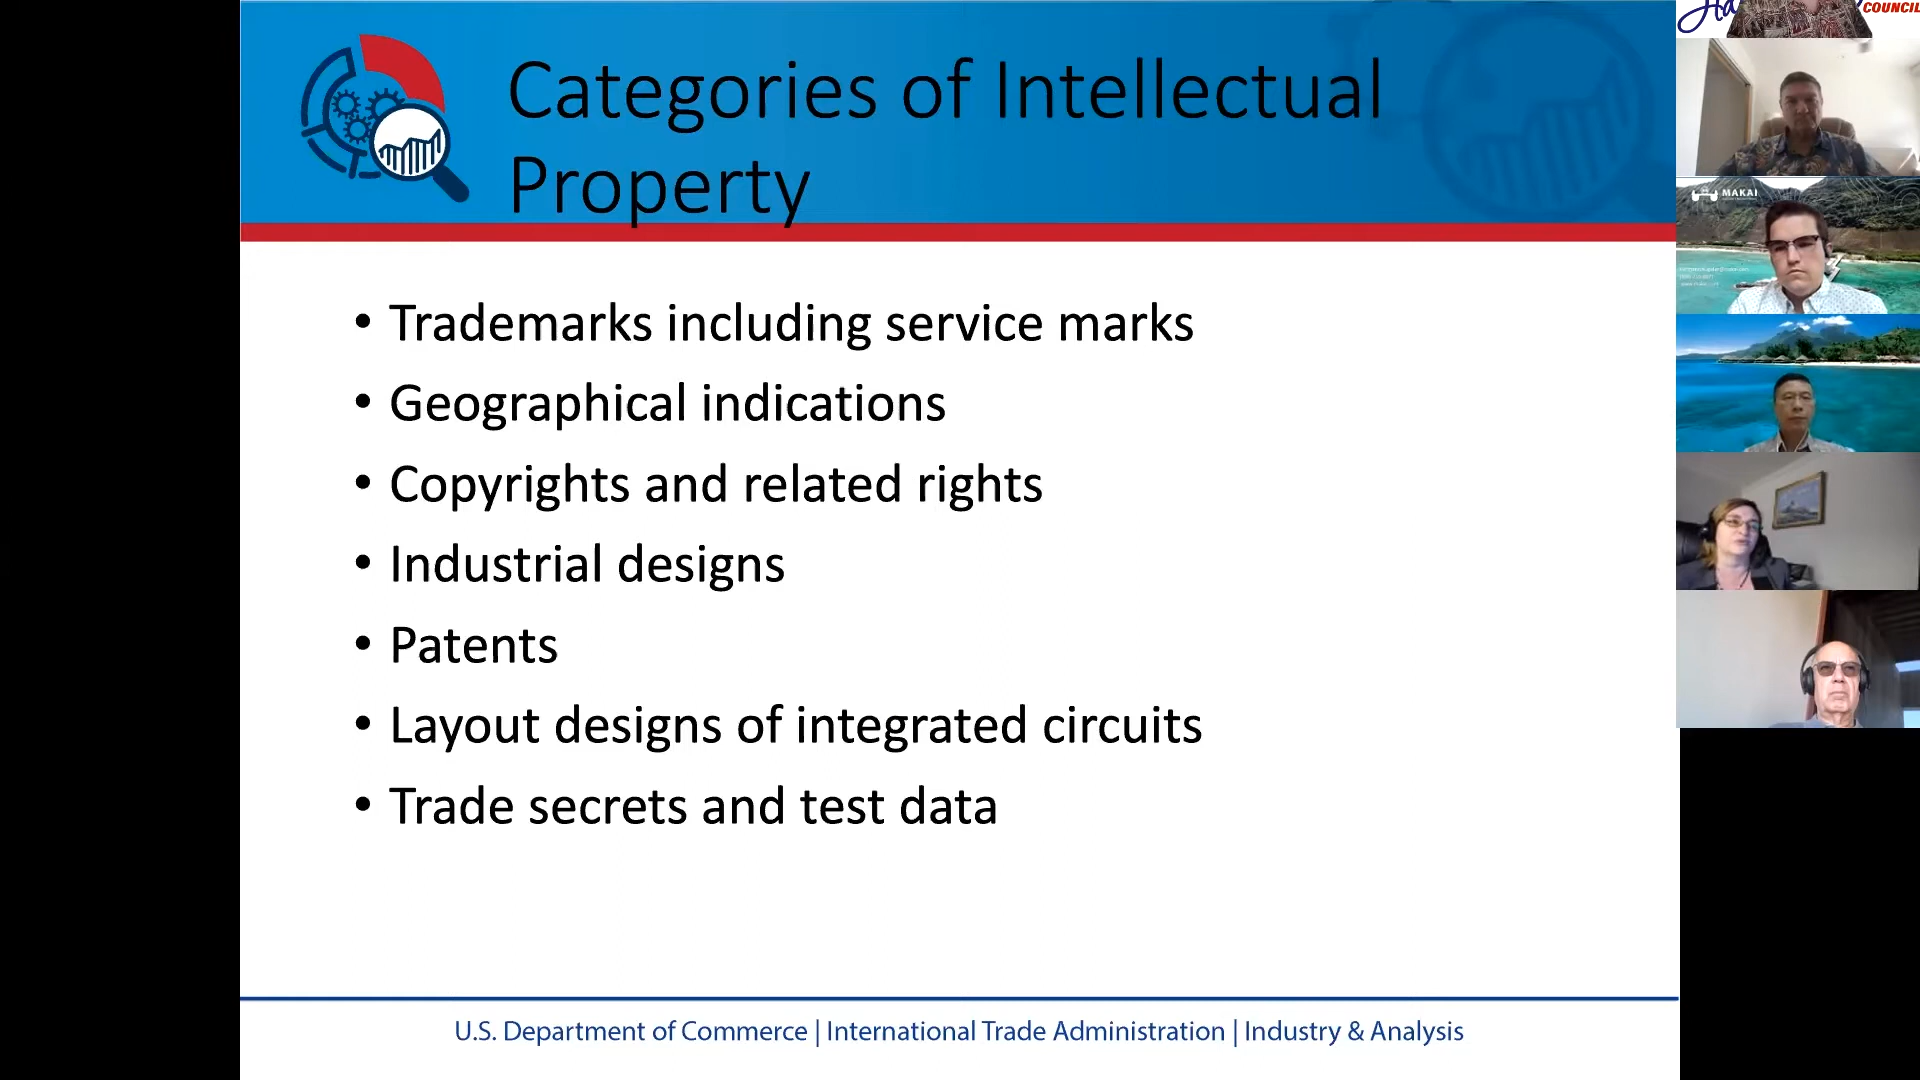 Categories of Intellectual
Property
• Trademarks including service marks
• Geographical indications
• Copyrights and related rights
• Industrial designs
• Patents
• Layout designs of integrated circuits
• Trade secrets and test data
U.S. Department of Commerce | International Trade Administration | Industry & Analysis
COUNCIL
MAKAI